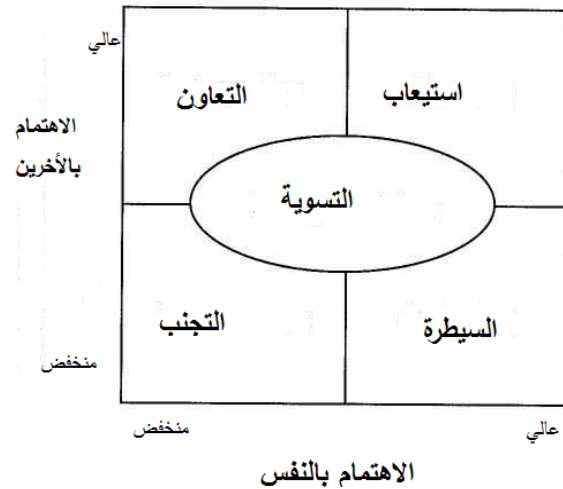 عالي
استيعاب
التعاون
الاهتمام
بالأخرين
التسوية
السيطرة
التجنب
منخفض
عالي
منخفض
الاهتمام بالنفس